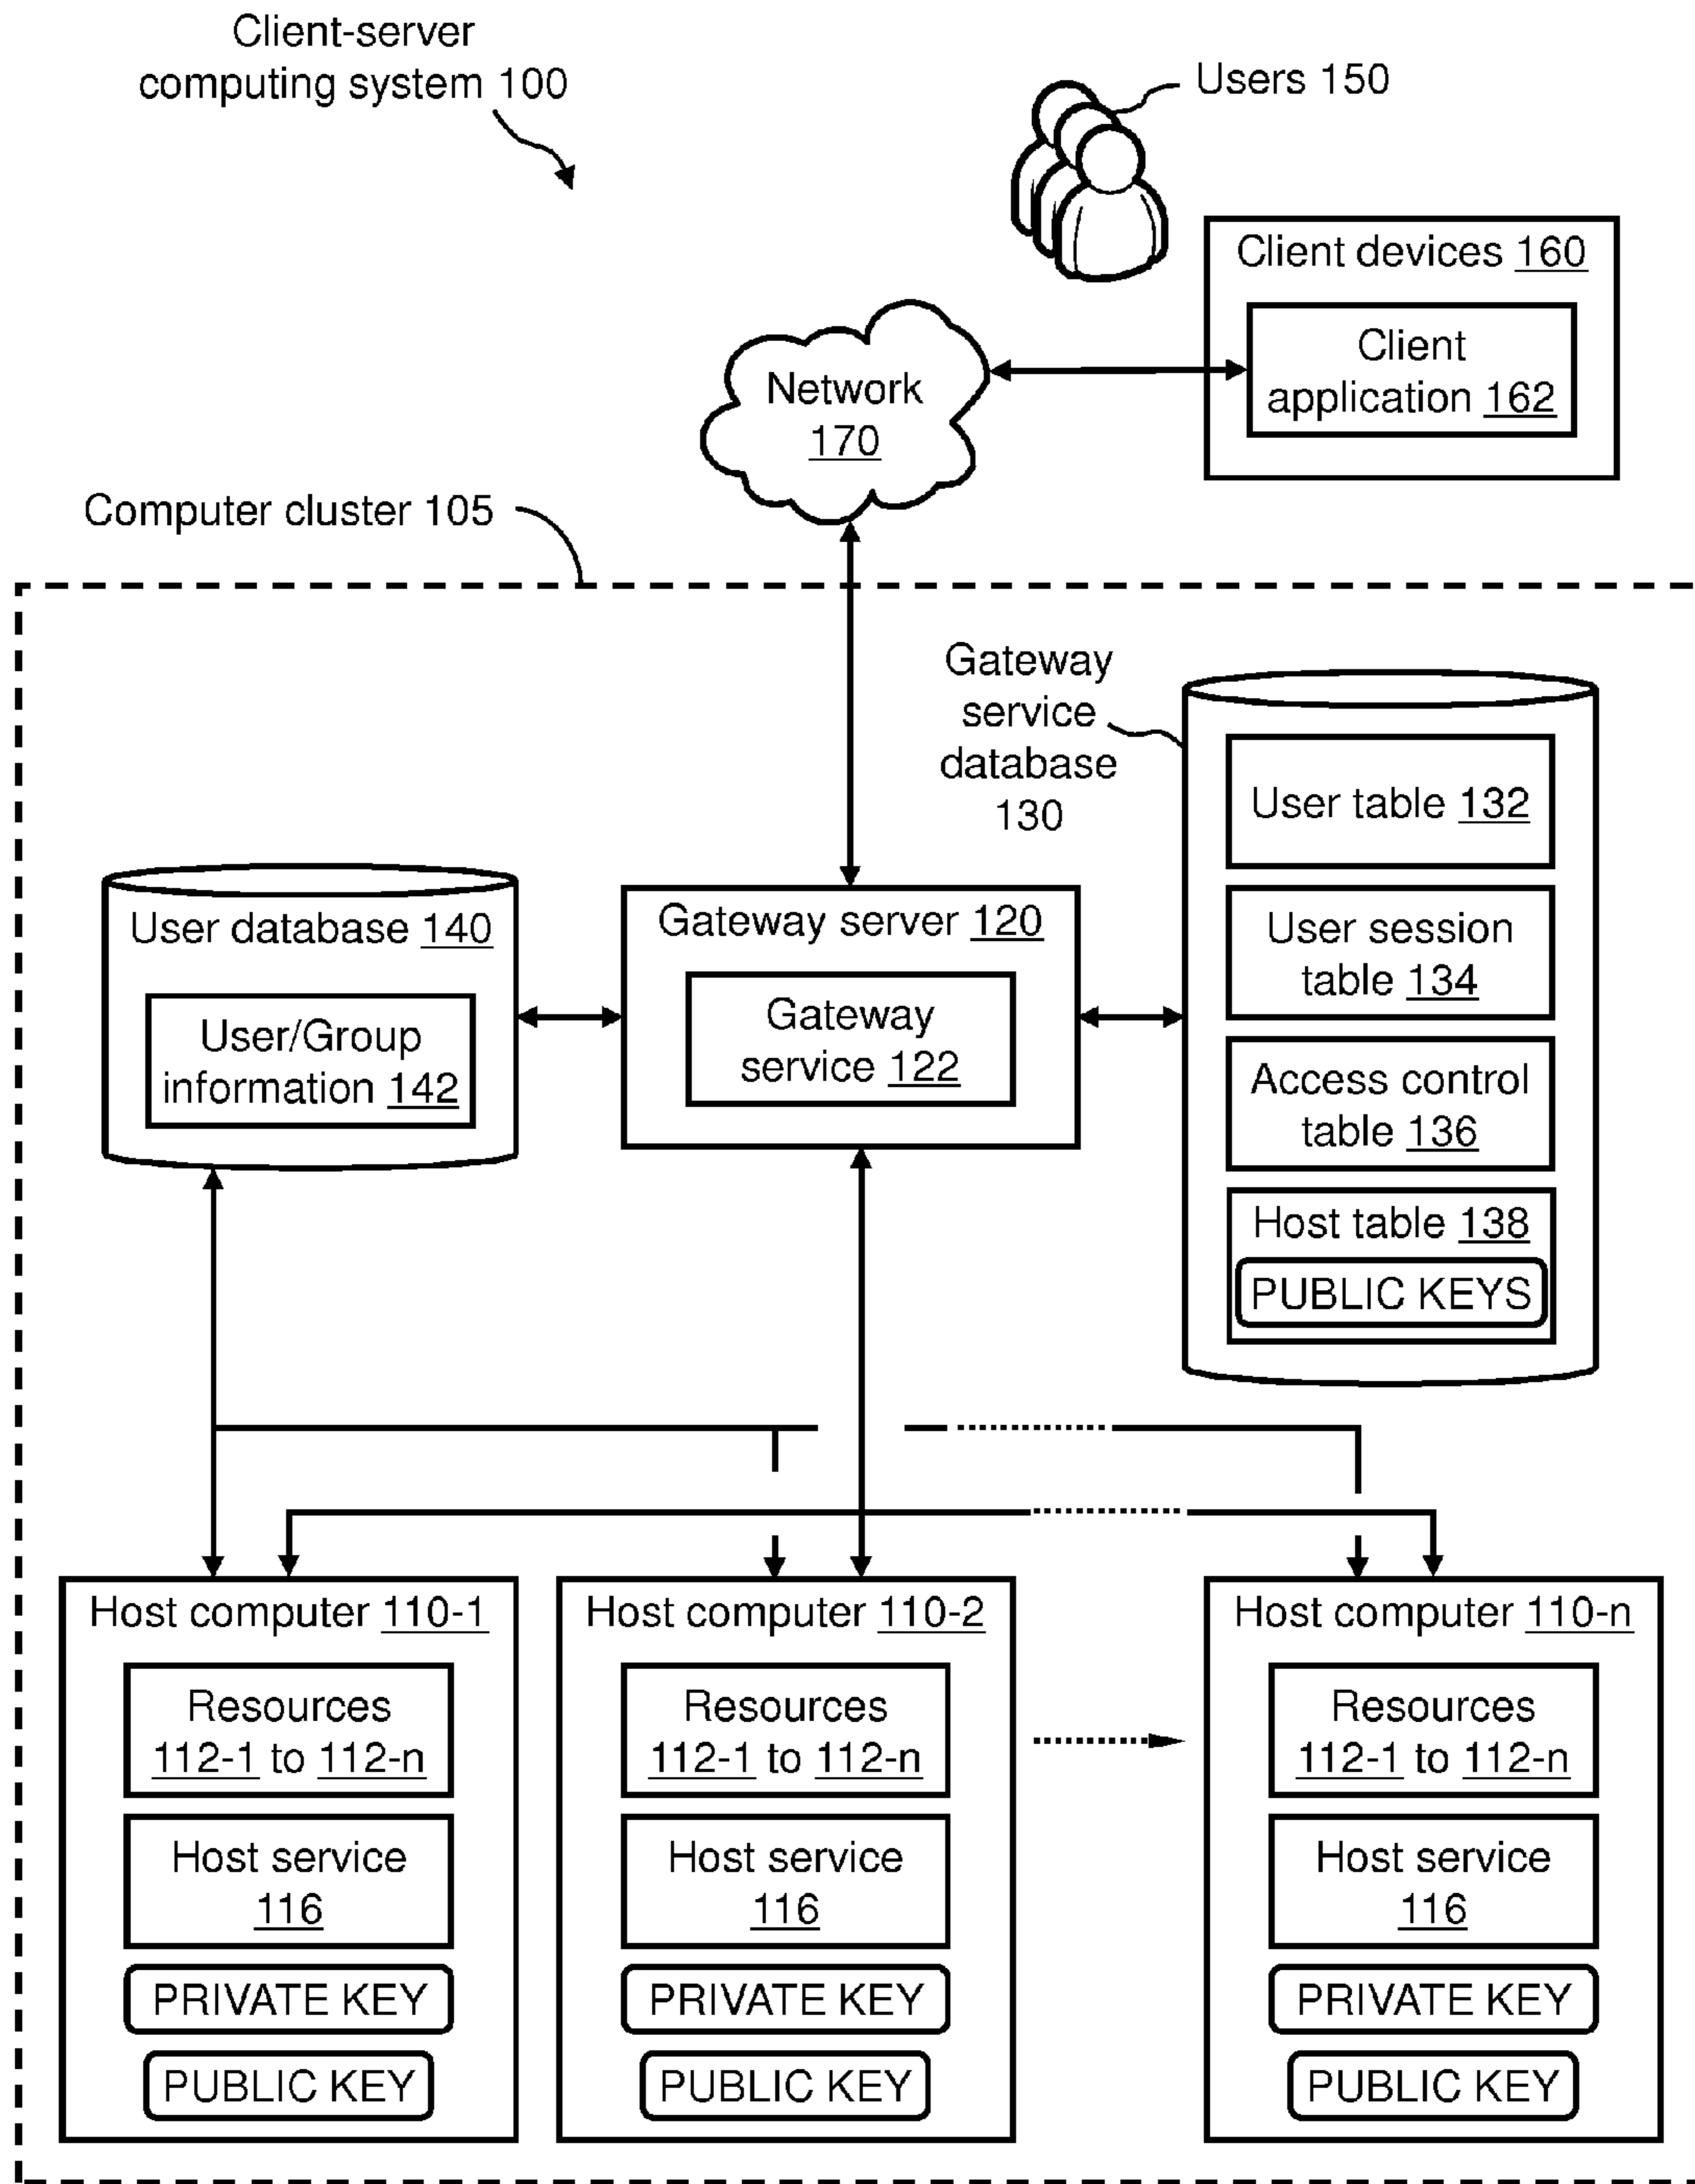 Client-server
computing system 100
Users 150
Client devices 160
Client
application 162
Network
170
Computer cluster 105
Gateway
service
database
130
User table 132
User session
table 134
Access control
table 136
Host table 138
PUBLIC KEYS
User database 140
User/Group
information 142
Gateway server 120
Gateway
service 122
Host computer 110-1
Resources
112-1 to 112-n
Host service
116
PRIVATE KEY
PUBLIC KEY
Host computer 110-2
Resources
112-1 to 112-n
Host service
116
PRIVATE KEY
PUBLIC KEY
Host computer 110-n
Resources
112-1 to 112-n
Host service
116
PRIVATE KEY
PUBLIC KEY